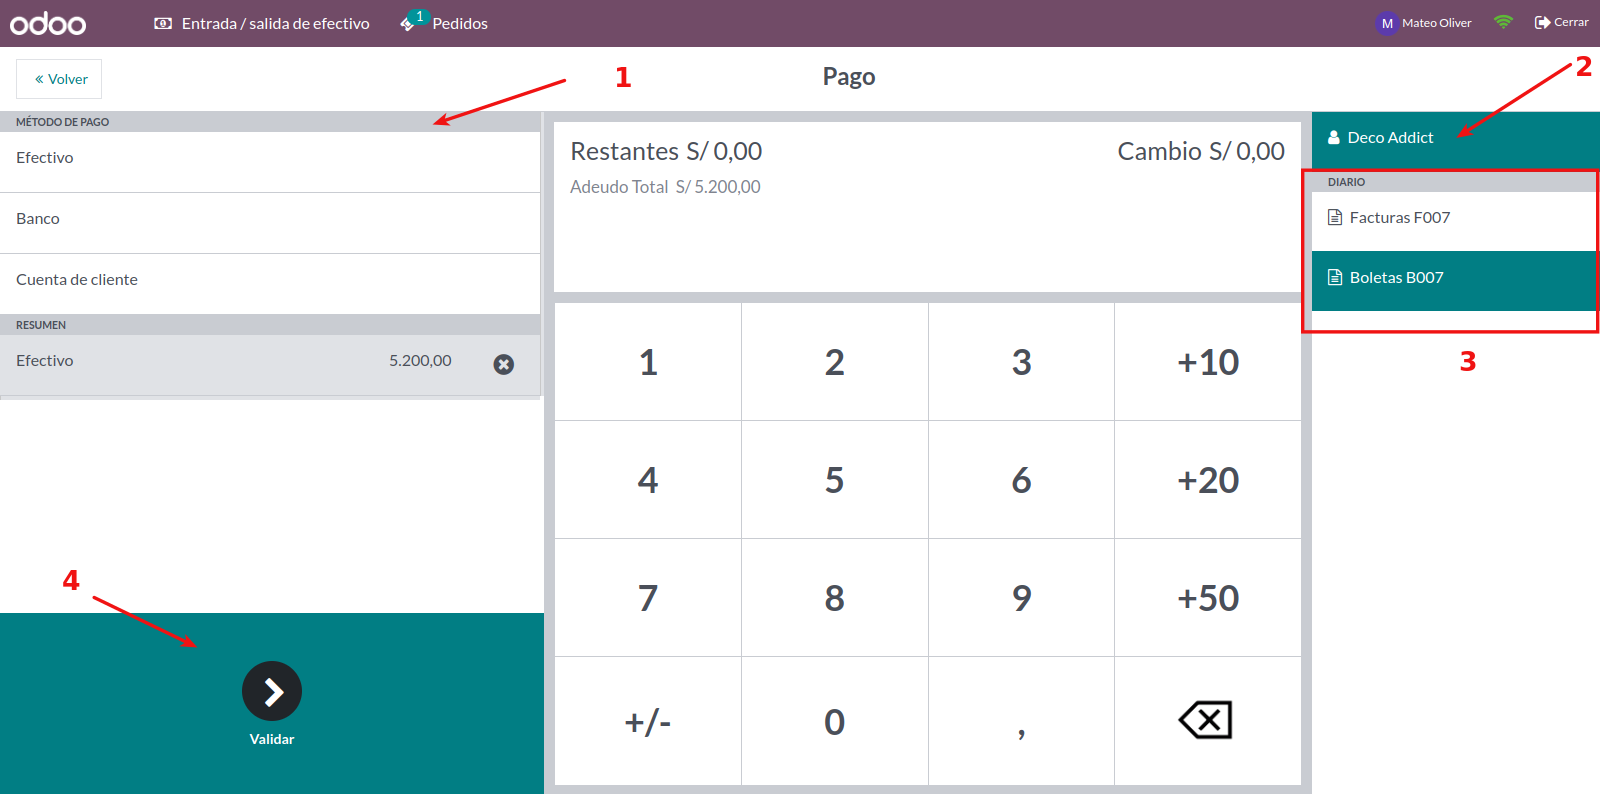 odoo Entrada / salida de efectivo 1 Pedidos M Mateo Oliver Cerrar
« Volver Pago
1
2
MÉTODO DE PAGO
Efectivo
Banco
Cuenta de cliente
RESUMEN
Efectivo 5.200,00
4
Validar
Restantes S/ 0,00 Cambio S/ 0,00
Adeudo Total S/ 5.200,00
1 2 3 +10
4 5 6 +20
7 8 9 +50
+/- 0 ,
Deco Addict
DIARIO
Facturas F007
Boletas B007
3